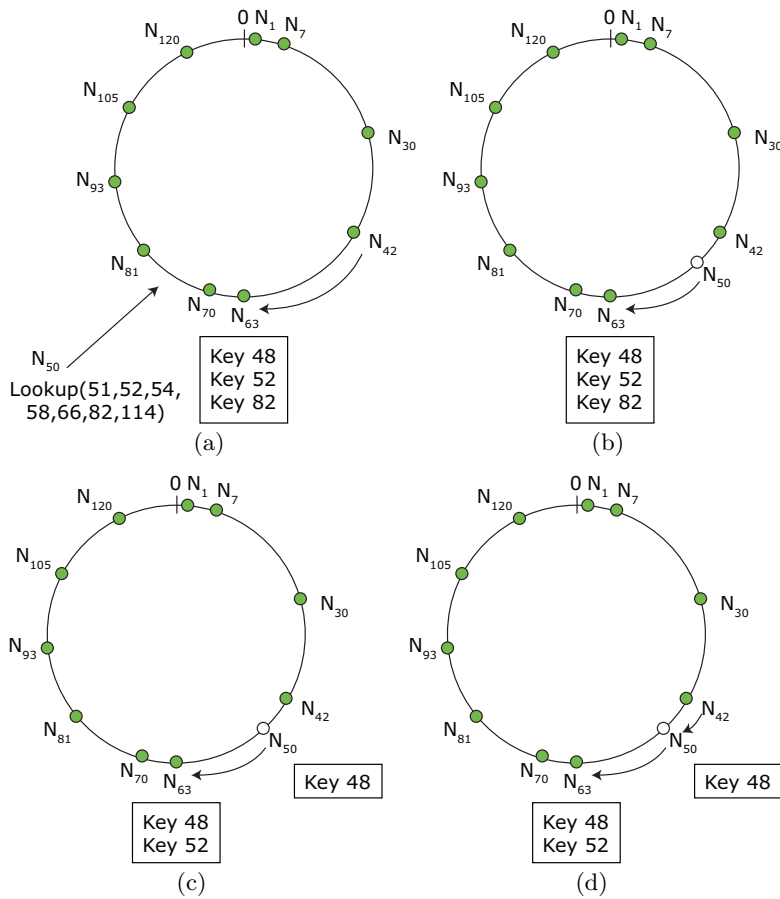 0 N₁ N₇
N₁₂₀
N₁₀₅
N₃₀
N₉₃
N₄₂
N₈₁
N₇₀ N₆₃
N₅₀
Lookup(51,52,54,
58,66,82,114)
Key 48
Key 52
Key 82
(a)
0 N₁ N₇
N₁₂₀
N₁₀₅
N₃₀
N₉₃
N₄₂
N₈₁
N₅₀
N₇₀ N₆₃
Key 48
Key 52
Key 82
(b)
0 N₁ N₇
N₁₂₀
N₁₀₅
N₃₀
N₉₃
N₄₂
N₈₁
N₅₀
N₇₀ N₆₃
Key 48
Key 48
Key 52
(c)
0 N₁ N₇
N₁₂₀
N₁₀₅
N₃₀
N₉₃
N₄₂
N₈₁
N₅₀
N₇₀ N₆₃
Key 48
Key 48
Key 52
(d)